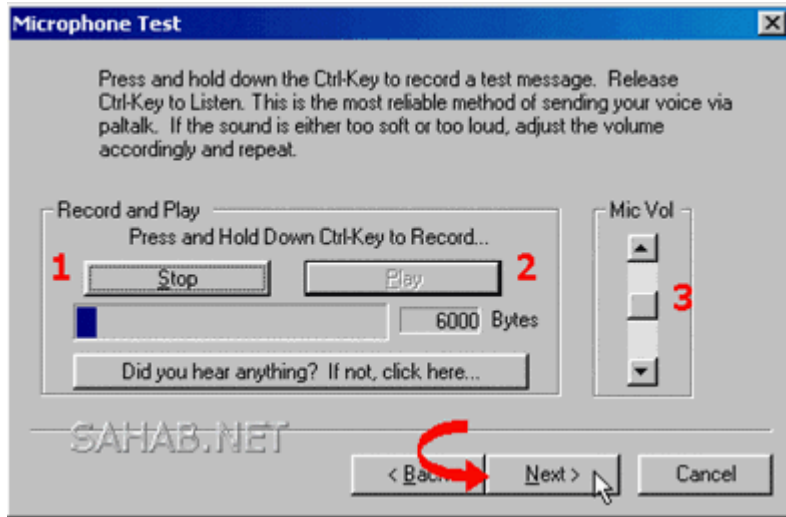 Microphone Test
Press and hold down the Ctrl-Key to record a test message. Release
Ctrl-Key to Listen. This is the most reliable method of sending your voice via
paltalk. If the sound is either too soft or too loud, adjust the volume
accordingly and repeat.
Record and Play
Mic Vol
Press and Hold Down Ctrl-Key to Record...
1
Stop
Play
2
3
6000 Bytes
Did you hear anything? If not, click here...
SAHAB.NET
< Back
Next >
Cancel